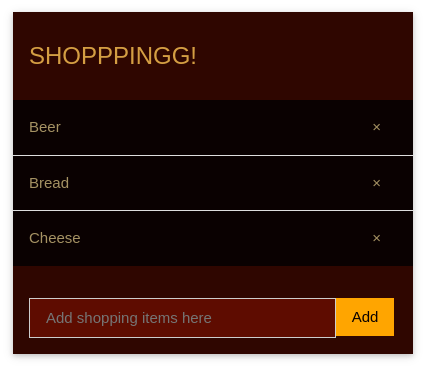 SHOPPPINGG!
Beer ×
Bread ×
Cheese ×
Add shopping items here Add